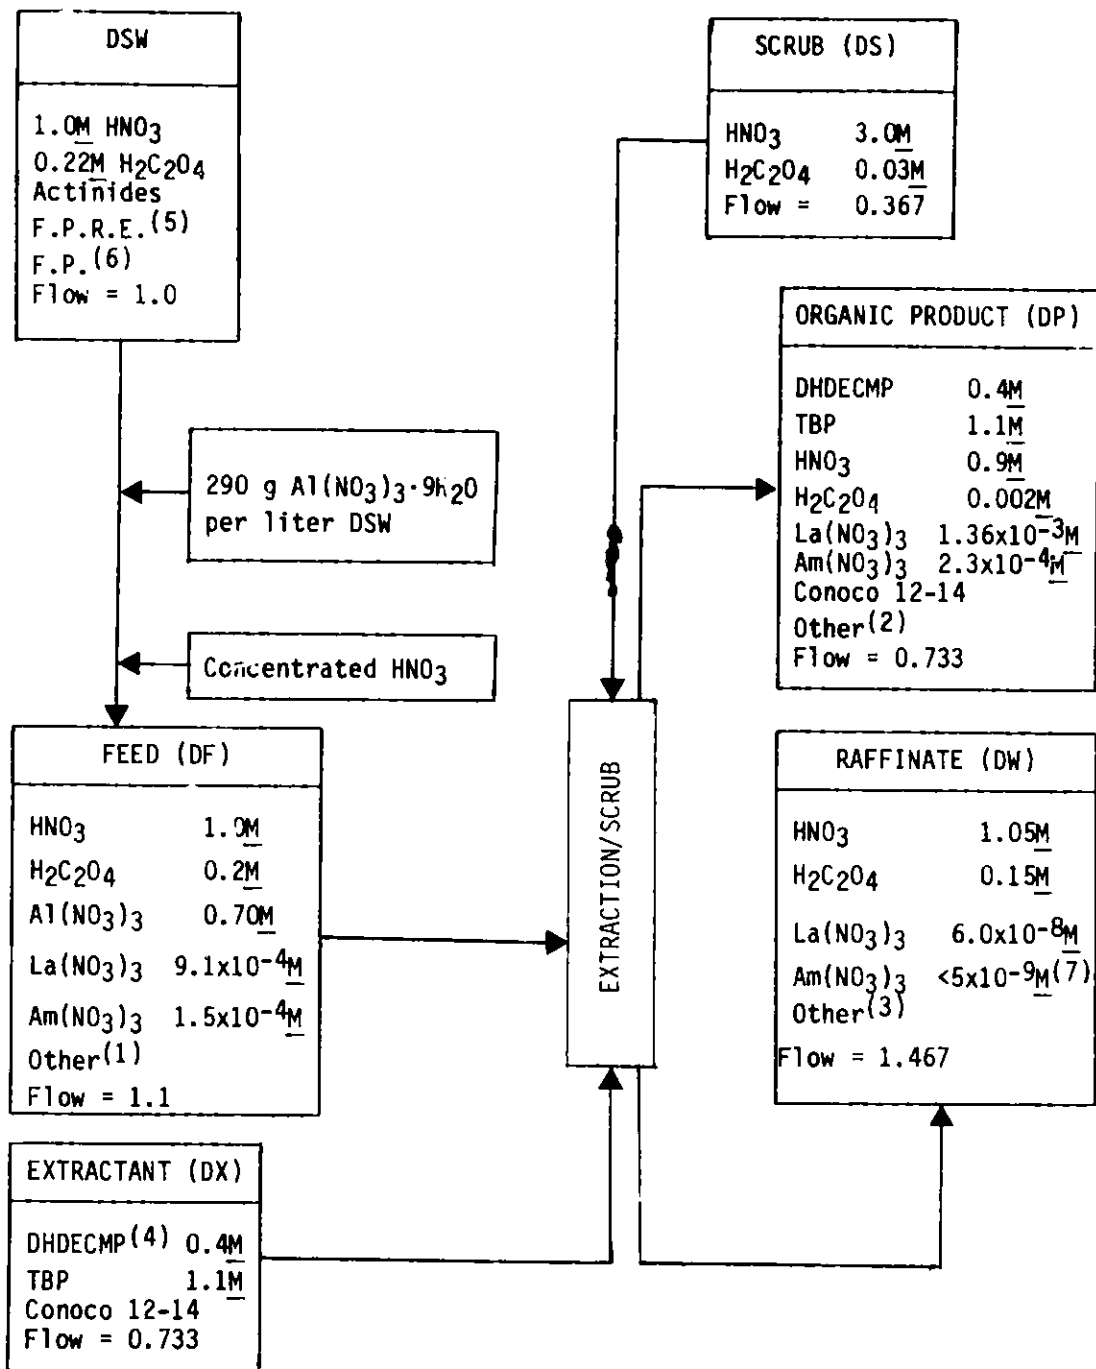 DSW
1.0M HNO3
0.22M H2C2O4
Actinides
F.P.R.E.(5)
F.P.(6)
Flow = 1.0
SCRUB (DS)
HNO3 3.0M
H2C2O4 0.03M
Flow = 0.367
290 g Al(NO3)3·9h2O
per liter DSW
Concentrated HNO3
ORGANIC PRODUCT (DP)
DHDECMP 0.4M
TBP 1.1M
HNO3 0.9M
H2C2O4 0.002M
La(NO3)3 1.36x10-3M
Am(NO3)3 2.3x10-4M
Conoco 12-14
Other(2)
Flow = 0.733
FEED (DF)
HNO3 1.0M
H2C2O4 0.2M
Al(NO3)3 0.70M
La(NO3)3 9.1x10-4M
Am(NO3)3 1.5x10-4M
Other(1)
Flow = 1.1
EXTRACTION/SCRUB
RAFFINATE (DW)
HNO3 1.05M
H2C2O4 0.15M
La(NO3)3 6.0x10-8M
Am(NO3)3 <5x10-9M(7)
Other(3)
Flow = 1.467
EXTRACTANT (DX)
DHDECMP(4) 0.4M
TBP 1.1M
Conoco 12-14
Flow = 0.733